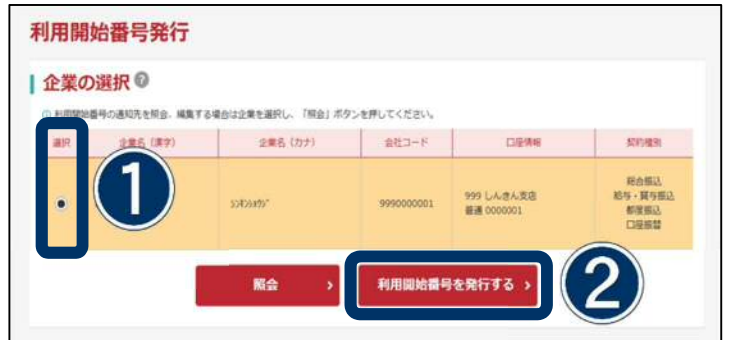 利用開始番号発行
企業の選択 ?
利用開始番号の通知先を照会、編集する場合は企業を選択し、「照会」ボタンを押してください。
選択 企業名（漢字） 企業名（カナ） 会社コード 口座情報 契約種別
1
9990000001
999 しんきん支店
普通 0000001
総合振込
給与・賞与振込
都度振込
口座振替
照会 ›
利用開始番号を発行する ›
2